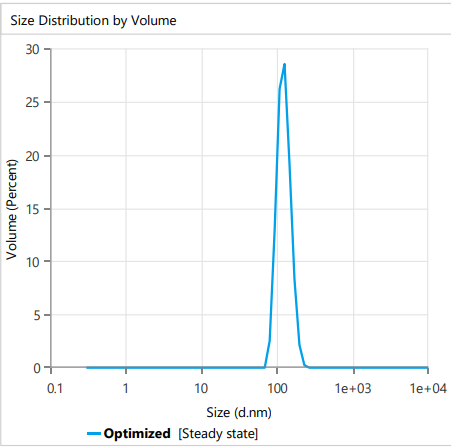 Size Distribution by Volume
30
25
20
15
10
5
0
Volume (Percent)
0.1 1 10 100 1e+03 1e+04
Size (d.nm)
Optimized [Steady state]